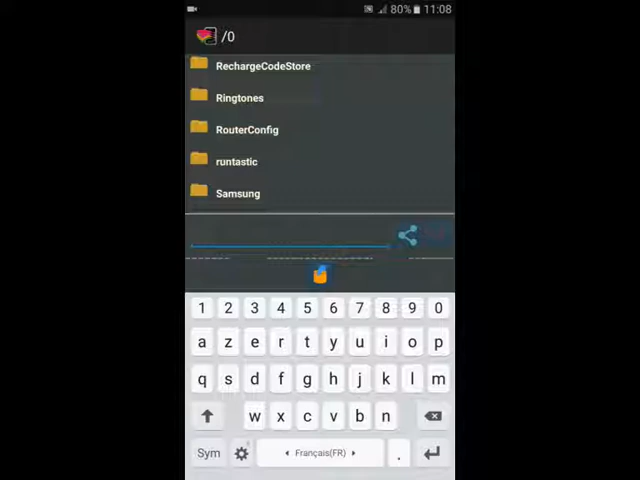 80% 11:08
/0
RechargeCodeStore
Ringtones
RouterConfig
runtastic
Samsung
1 2 3 4 5 6 7 8 9 0
a z e r t y u i o p
q s d f g h j k l m
w x c v b n
Sym Français(FR) .